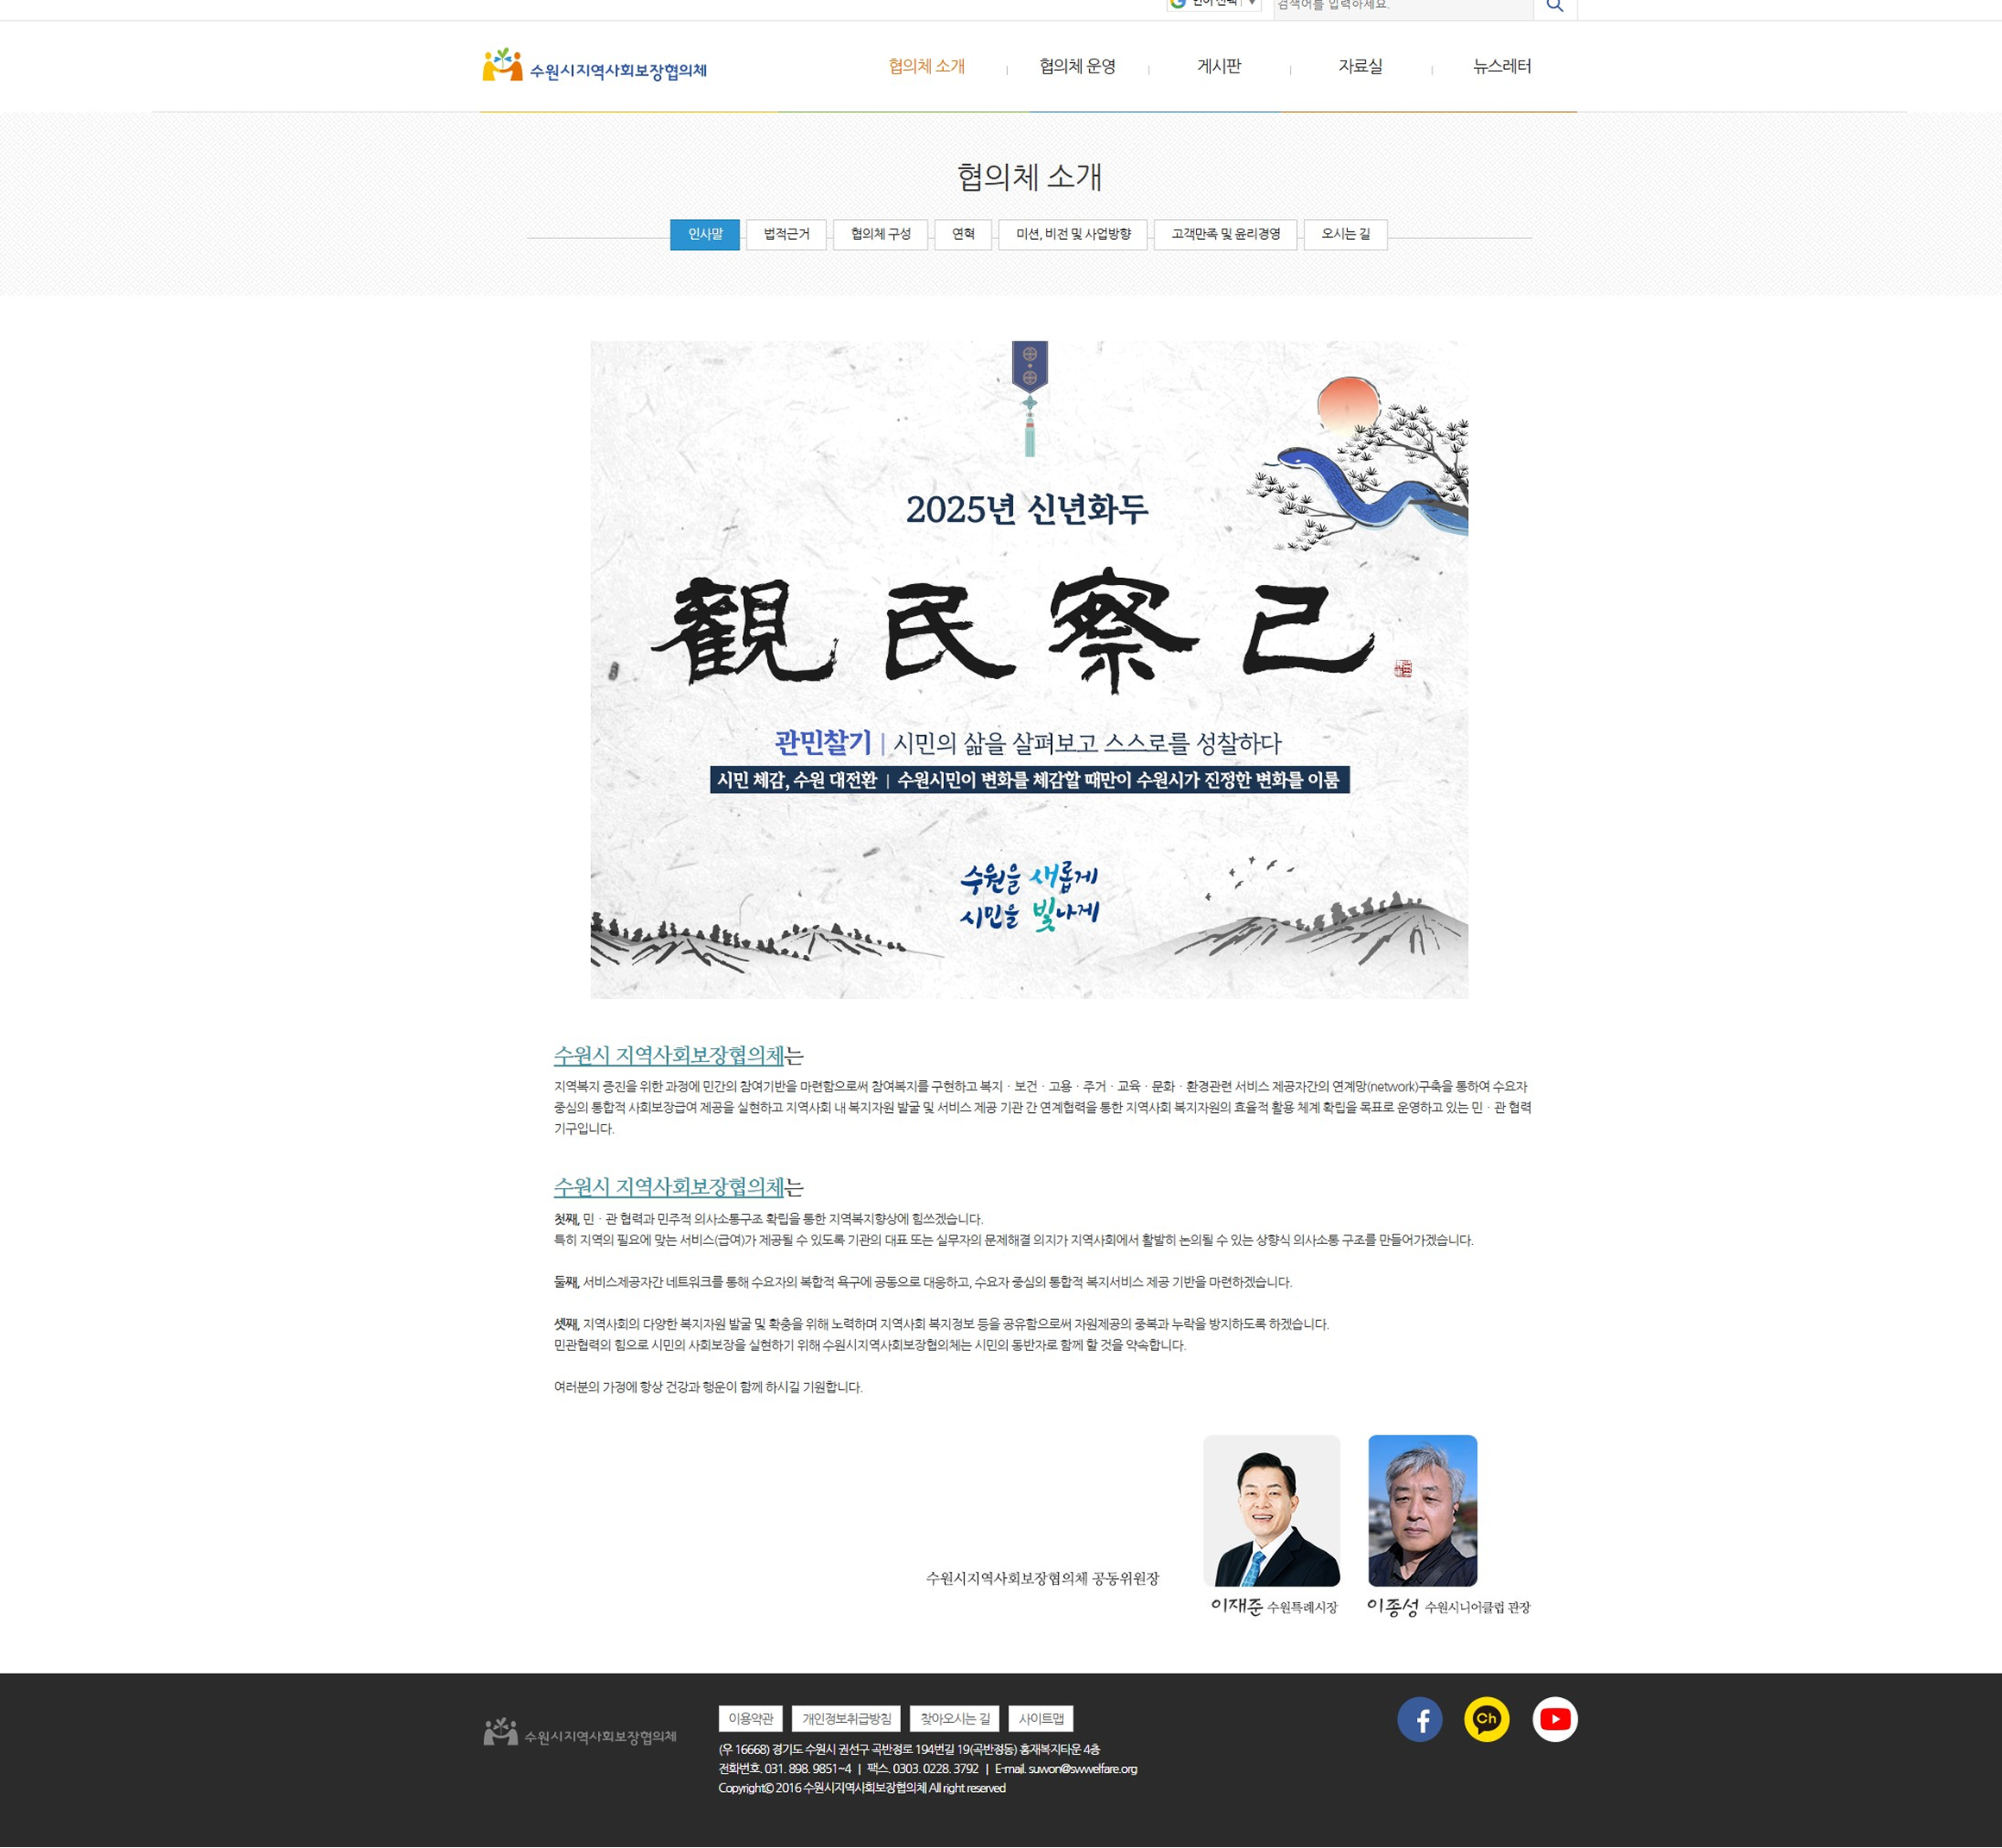 언어 선택 ▼
검색어를 입력하세요.
수원시지역사회보장협의체
협의체 소개
협의체 운영
게시판
자료실
뉴스레터
협의체 소개
인사말
법적근거
협의체 구성
연혁
미션, 비전 및 사업방향
고객만족 및 윤리경영
오시는 길
2025년 신년화두
觀民察己
관민찰기 | 시민의 삶을 살펴보고 스스로를 성찰하다
시민 체감, 수원 대전환 | 수원시민이 변화를 체감할 때만이 수원시가 진정한 변화를 이룸
수원을 새롭게
시민을 빛나게
수원시 지역사회보장협의체는
지역복지 증진을 위한 과정에 민간의 참여기반을 마련함으로써 참여복지를 구현하고 복지 · 보건 · 고용 · 주거 · 교육 · 문화 · 환경관련 서비스 제공자간의 연계망(network)구축을 통하여 수요자
중심의 통합적 사회보장급여 제공을 실현하고 지역사회 내 복지자원 발굴 및 서비스 제공 기관 간 연계협력을 통한 지역사회 복지자원의 효율적 활용 체계 확립을 목표로 운영하고 있는 민 · 관 협력
기구입니다.
수원시 지역사회보장협의체는
첫째, 민 · 관 협력과 민주적 의사소통구조 확립을 통한 지역복지향상에 힘쓰겠습니다.
특히 지역의 필요에 맞는 서비스(급여)가 제공될 수 있도록 기관의 대표 또는 실무자의 문제해결 의지가 지역사회에서 활발히 논의될 수 있는 상향식 의사소통 구조를 만들어가겠습니다.
둘째, 서비스제공자간 네트워크를 통해 수요자의 복합적 욕구에 공동으로 대응하고, 수요자 중심의 통합적 복지서비스 제공 기반을 마련하겠습니다.
셋째, 지역사회의 다양한 복지자원 발굴 및 확충을 위해 노력하며 지역사회 복지정보 등을 공유함으로써 자원제공의 중복과 누락을 방지하도록 하겠습니다.
민관협력의 힘으로 시민의 사회보장을 실현하기 위해 수원시지역사회보장협의체는 시민의 동반자로 함께 할 것을 약속합니다.
여러분의 가정에 항상 건강과 행운이 함께 하시길 기원합니다.
수원시지역사회보장협의체 공동위원장
이재준 수원특례시장
이종성 수원시니어클럽 관장
수원시지역사회보장협의체
이용약관
개인정보취급방침
찾아오시는 길
사이트맵
(우 16668) 경기도 수원시 권선구 곡반정로 194번길 19(곡반정동) 홍재복지타운 4층
전화번호. 031. 898. 9851~4 | 팩스. 0303. 0228. 3792 | E-mail. suwon@swwelfare.org
Copyright© 2016 수원시지역사회보장협의체 All right reserved
Ch